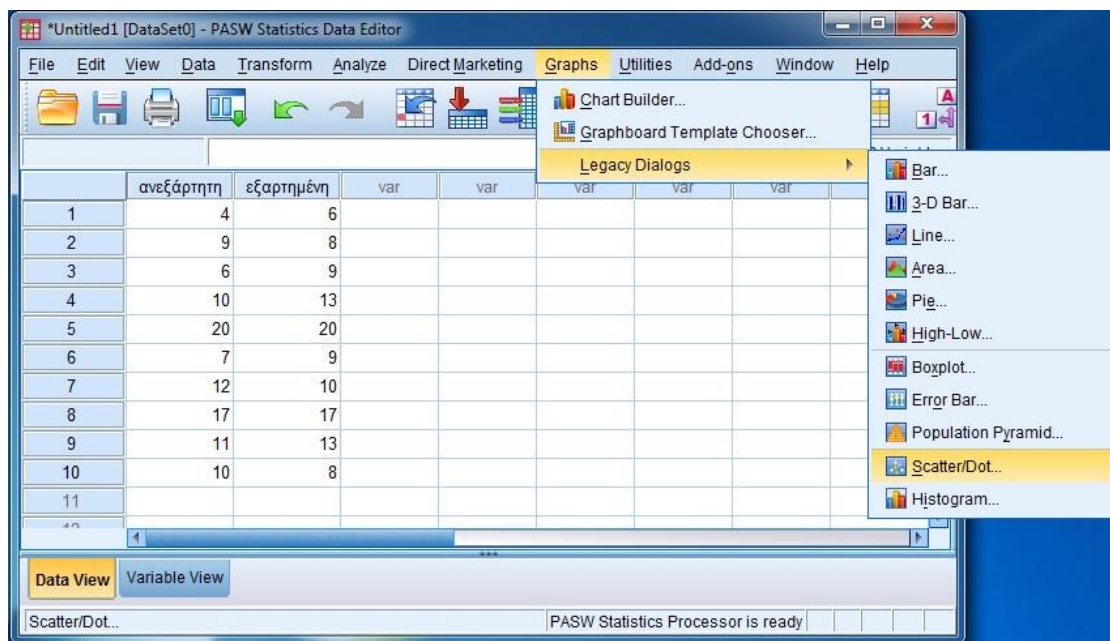 *Untitled1 [DataSet0] - PASW Statistics Data Editor
File Edit View Data Transform Analyze Direct Marketing Graphs Utilities Add-ons Window Help
Chart Builder...
Graphboard Template Chooser...
Legacy Dialogs
Bar...
3-D Bar...
Line...
Area...
Pie...
High-Low...
Boxplot...
Error Bar...
Population Pyramid...
Scatter/Dot...
Histogram...
A
1
ανεξάρτητη εξαρτημένη var var var var var
1 4 6
2 9 8
3 6 9
4 10 13
5 20 20
6 7 9
7 12 10
8 17 17
9 11 13
10 10 8
11
Data View Variable View
Scatter/Dot... PASW Statistics Processor is ready